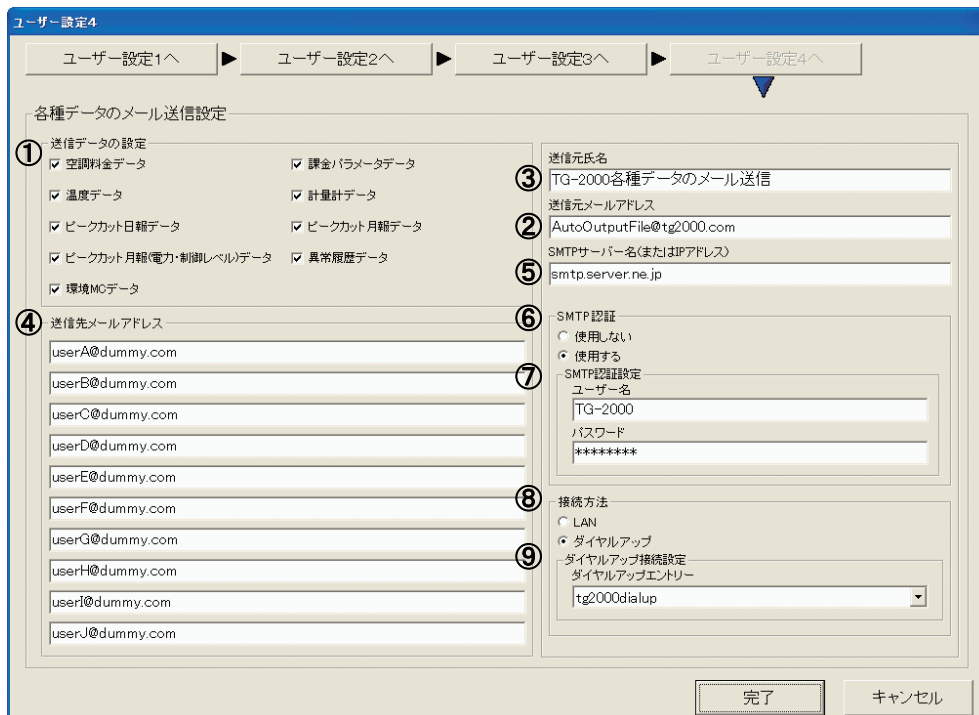 ユーザー設定4
ユーザー設定1へ
ユーザー設定2へ
ユーザー設定3へ
ユーザー設定4へ
各種データのメール送信設定
①
送信データの設定
空調料金データ
課金パラメータデータ
温度データ
計量計データ
ピークカット日報データ
ピークカット月報データ
ピークカット月報(電力・制御レベル)データ
異常履歴データ
環境MCデータ
④
送信先メールアドレス
userA@dummy.com
userB@dummy.com
userC@dummy.com
userD@dummy.com
userE@dummy.com
userF@dummy.com
userG@dummy.com
userH@dummy.com
userI@dummy.com
userJ@dummy.com
送信元氏名
③
TG-2000各種データのメール送信
送信元メールアドレス
②
AutoOutputFile@tg2000.com
SMTPサーバー名(またはIPアドレス)
⑤
smtp.server.ne.jp
⑥
SMTP認証
使用しない
使用する
⑦
SMTP認証設定
ユーザー名
TG-2000
パスワード
********
⑧
接続方法
LAN
ダイヤルアップ
⑨
ダイヤルアップ接続設定
ダイヤルアップエントリー
tg2000dialup
完了
キャンセル